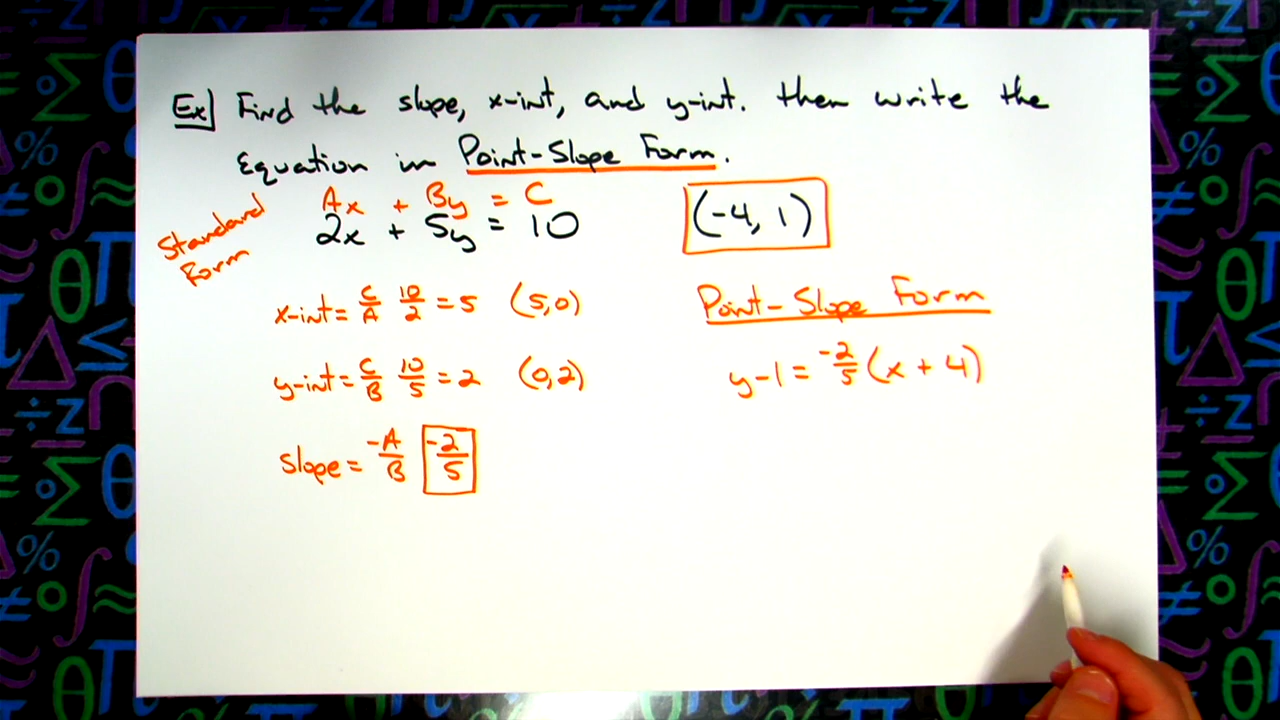 Ex] Find the slope, x-int, and y-int. then write the
Equation in Point-Slope Form.
Standard
Form
Ax + By = C
2x + 5y = 10
(-4, 1)
x-int = C/A 10/2 = 5 (5,0)
y-int = C/B 10/5 = 2 (0,2)
slope = -A/B -2/5
Point-Slope Form
y-1 = -2/5 (x + 4)